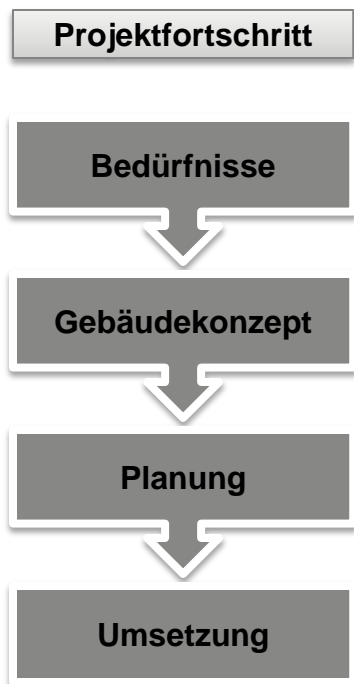 Projektfortschritt
Bedürfnisse
Gebäudekonzept
Planung
Umsetzung